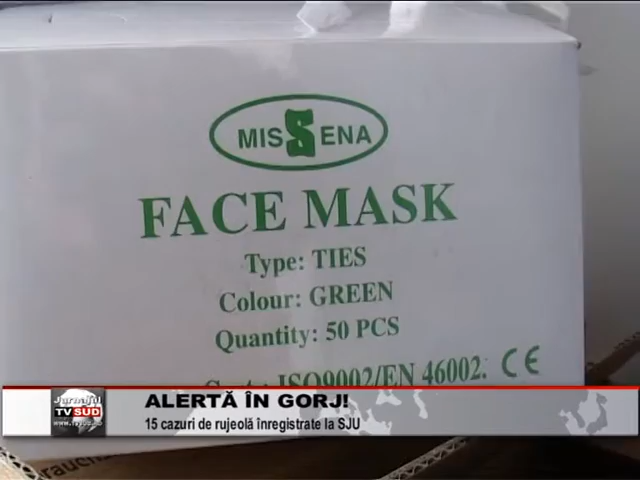 MISSENA
FACE MASK
Type: TIES
Colour: GREEN
Quantity: 50 PCS
ISO9002/EN 46002. CE
Jurnalul
TV SUD
ALERTĂ ÎN GORJ!
15 cazuri de rujeolă înregistrate la SJU